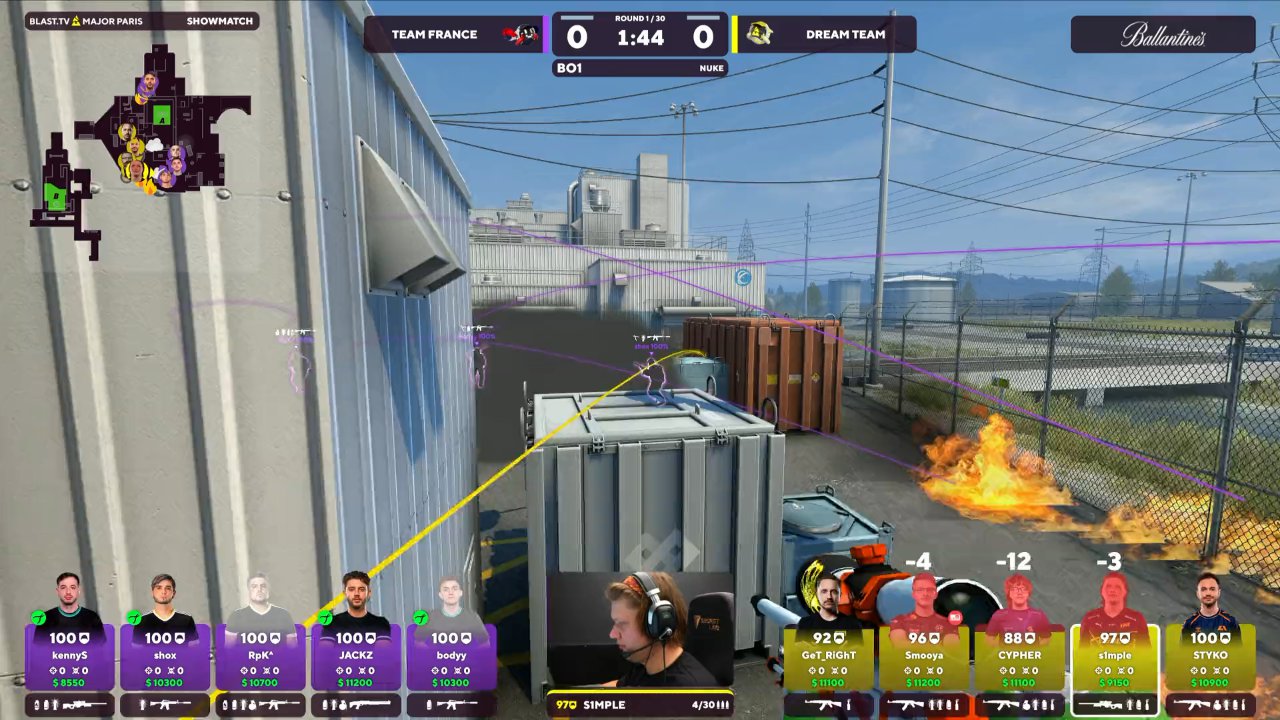 BLAST.TV MAJOR PARIS SHOWMATCH
TEAM FRANCE
0
ROUND 1 / 30
1:44
0
DREAM TEAM
Ballantine's
BO1 NUKE
A
shox 100%
-4
-12
-3
SECRET LAB
100 100 100 100 100
kennyS shox RpK^ JACKZ bodyy
0 0 0 0 0 0 0 0 0 0
$ 8550 $ 10300 $ 10700 $ 11200 $ 10300
92 96 88 97 100
GeT_RiGhT Smooya CYPHER s1mple STYKO
0 0 0 0 0 0 0 0 0 0
$ 11100 $ 11200 $ 11100 $ 9150 $ 10900
97 S1MPLE 4/30